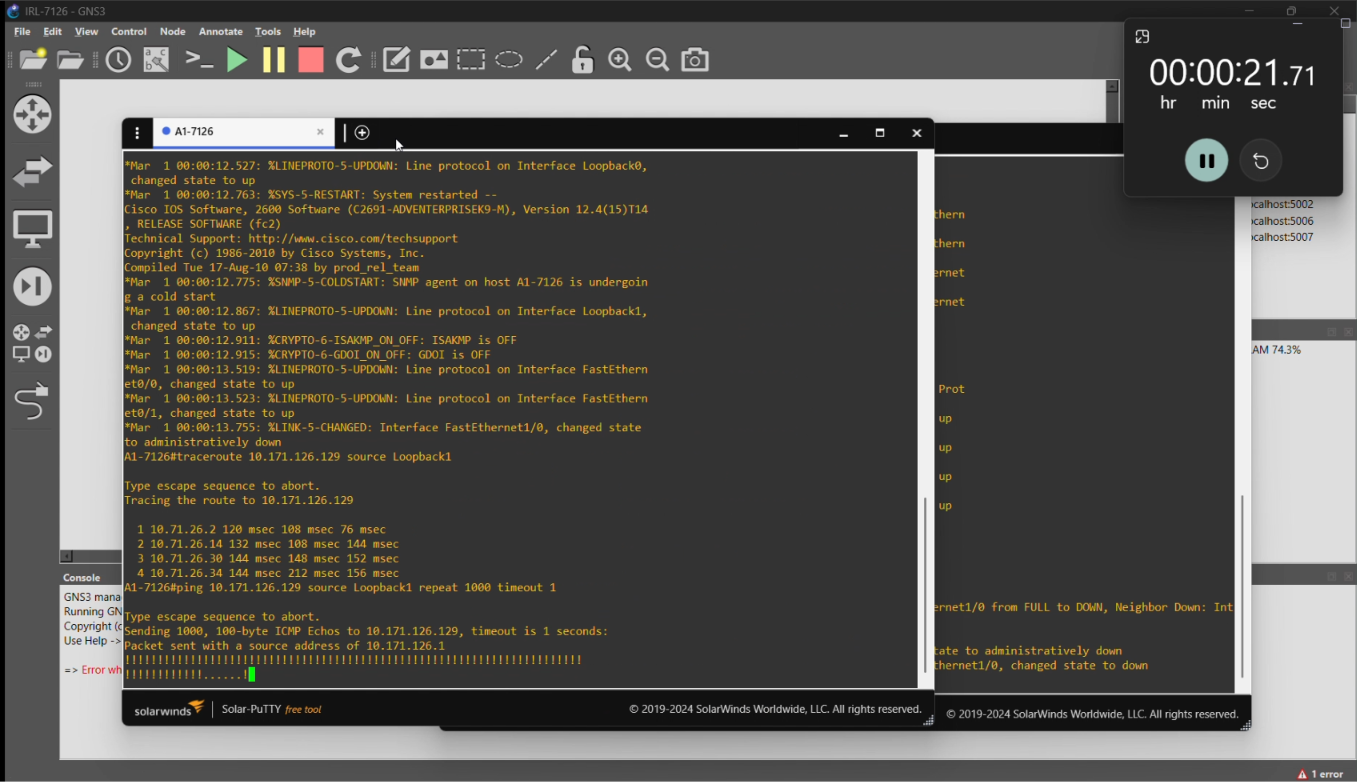 IRL-7126 - GNS3
File Edit View Control Node Annotate Tools Help
00:00:21.71
hr min sec
A1-7126
*Mar  1 00:00:12.527: %LINEPROTO-5-UPDOWN: Line protocol on Interface Loopback0,
 changed state to up
*Mar  1 00:00:12.763: %SYS-5-RESTART: System restarted --
Cisco IOS Software, 2600 Software (C2691-ADVENTERPRISEK9-M), Version 12.4(15)T14
, RELEASE SOFTWARE (fc2)
Technical Support: http://www.cisco.com/techsupport
Copyright (c) 1986-2010 by Cisco Systems, Inc.
Compiled Tue 17-Aug-10 07:38 by prod_rel_team
*Mar  1 00:00:12.775: %SNMP-5-COLDSTART: SNMP agent on host A1-7126 is undergoin
g a cold start
*Mar  1 00:00:12.867: %LINEPROTO-5-UPDOWN: Line protocol on Interface Loopback1,
 changed state to up
*Mar  1 00:00:12.911: %CRYPTO-6-ISAKMP_ON_OFF: ISAKMP is OFF
*Mar  1 00:00:12.915: %CRYPTO-6-GDOI_ON_OFF: GDOI is OFF
*Mar  1 00:00:13.519: %LINEPROTO-5-UPDOWN: Line protocol on Interface FastEthern
et0/0, changed state to up
*Mar  1 00:00:13.523: %LINEPROTO-5-UPDOWN: Line protocol on Interface FastEthern
et0/1, changed state to up
*Mar  1 00:00:13.755: %LINK-5-CHANGED: Interface FastEthernet1/0, changed state
to administratively down
A1-7126#traceroute 10.171.126.129 source Loopback1
Type escape sequence to abort.
Tracing the route to 10.171.126.129
  1 10.71.26.2 120 msec 108 msec 76 msec
  2 10.71.26.14 132 msec 108 msec 144 msec
  3 10.71.26.30 144 msec 148 msec 152 msec
  4 10.71.26.34 144 msec 212 msec 156 msec
A1-7126#ping 10.171.126.129 source Loopback1 repeat 1000 timeout 1
Type escape sequence to abort.
Sending 1000, 100-byte ICMP Echos to 10.171.126.129, timeout is 1 seconds:
Packet sent with a source address of 10.171.126.1
!!!!!!!!!!!!!!!!!!!!!!!!!!!!!!!!!!!!!!!!!!!!!!!!!!!!!!!!!!!!!!!!!!!!!!
!!!!!!!!!!!!......!
solarwinds Solar-PuTTY free tool © 2019-2024 SolarWinds Worldwide, LLC. All rights reserved.
thern
thern
ernet
ernet
Prot
up
up
up
up
ernet1/0 from FULL to DOWN, Neighbor Down: Int
tate to administratively down
thernet1/0, changed state to down
© 2019-2024 SolarWinds Worldwide, LLC. All rights reserved.
ocalhost:5002
ocalhost:5006
ocalhost:5007
AM 74.3%
Console
GNS3 mana
Running GN
Copyright (c
Use Help ->
=> Error wh
1 error